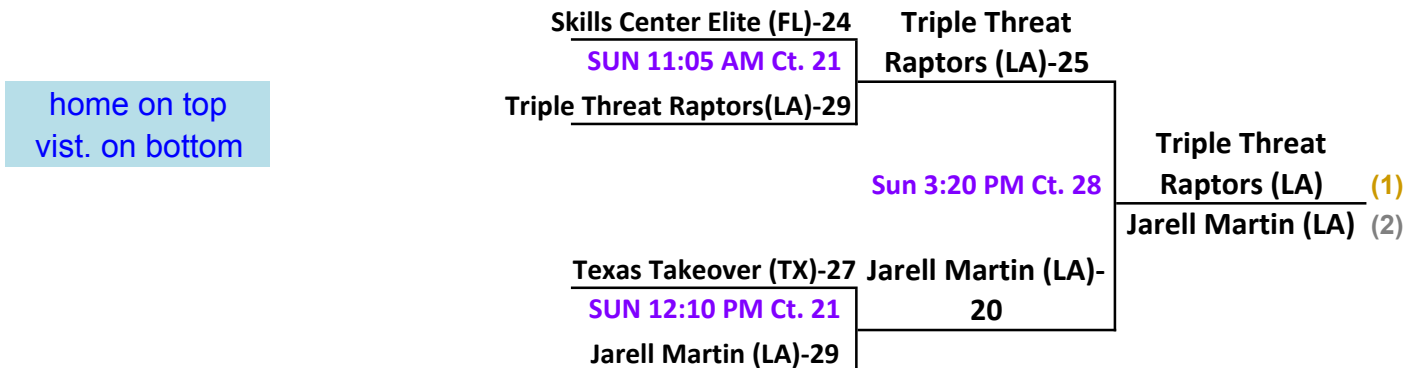 Skills Center Elite (FL)-24
Triple Threat
Raptors (LA)-25
SUN 11:05 AM Ct. 21
Triple Threat Raptors(LA)-29
home on top
vist. on bottom
Triple Threat
Raptors (LA) (1)
Sun 3:20 PM Ct. 28
Jarell Martin (LA) (2)
Texas Takeover (TX)-27
Jarell Martin (LA)-
20
SUN 12:10 PM Ct. 21
Jarell Martin (LA)-29